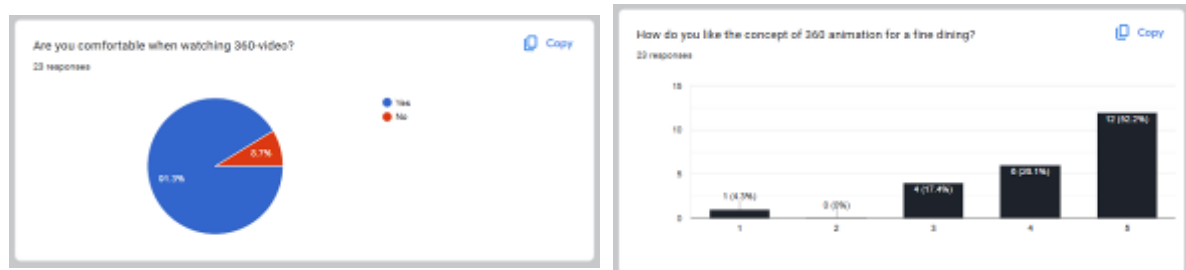 Are you comfortable when watching 360-video?
Copy
23 responses
Yes
No
8.7%
91.3%
How do you like the concept of 360 animation for a fine dining?
Copy
23 responses
15
10
5
0
1 (4.3%)
0 (0%)
4 (17.4%)
6 (26.1%)
12 (52.2%)
1
2
3
4
5